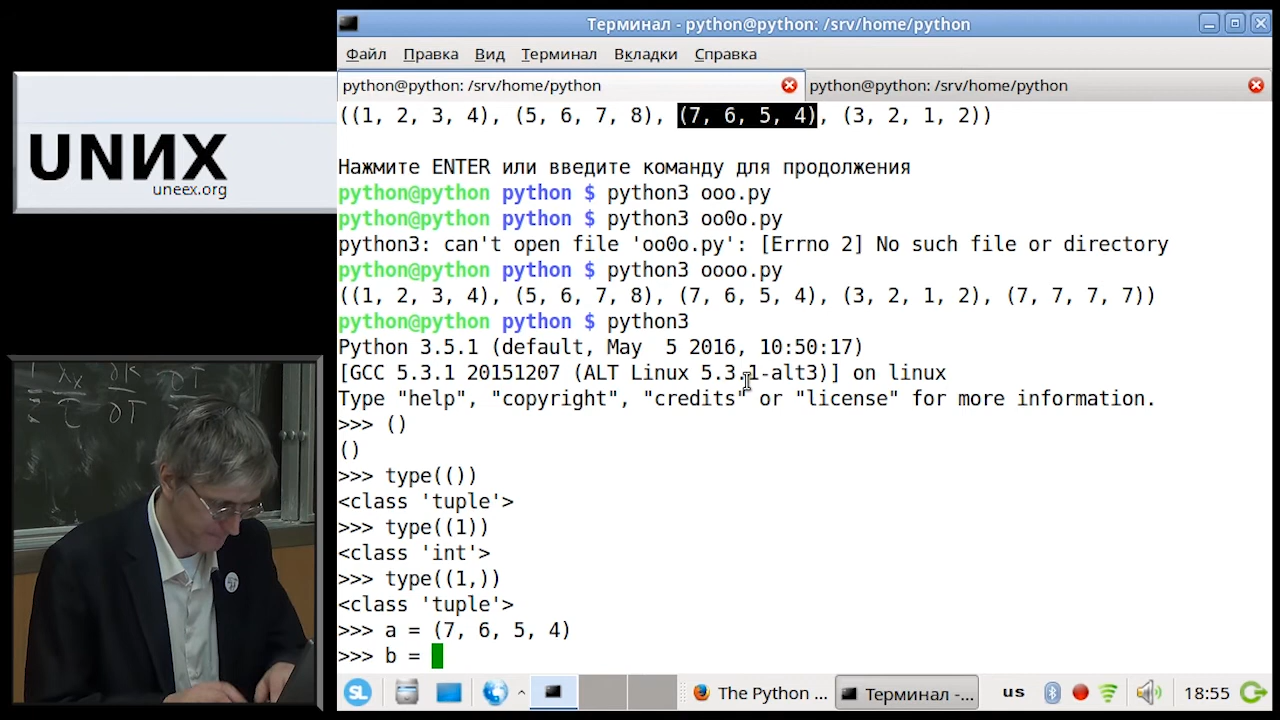 UNИX
uneex.org
Терминал - python@python: /srv/home/python
Файл Правка Вид Терминал Вкладки Справка
python@python: /srv/home/python python@python: /srv/home/python
((1, 2, 3, 4), (5, 6, 7, 8), (7, 6, 5, 4), (3, 2, 1, 2))
Нажмите ENTER или введите команду для продолжения
python@python python $ python3 ooo.py
python@python python $ python3 oo0o.py
python3: can't open file 'oo0o.py': [Errno 2] No such file or directory
python@python python $ python3 oooo.py
((1, 2, 3, 4), (5, 6, 7, 8), (7, 6, 5, 4), (3, 2, 1, 2), (7, 7, 7, 7))
python@python python $ python3
Python 3.5.1 (default, May  5 2016, 10:50:17)
[GCC 5.3.1 20151207 (ALT Linux 5.3.1-alt3)] on linux
Type "help", "copyright", "credits" or "license" for more information.
>>> ()
()
>>> type(())
<class 'tuple'>
>>> type((1))
<class 'int'>
>>> type((1,))
<class 'tuple'>
>>> a = (7, 6, 5, 4)
>>> b =
SL The Python ... Терминал -... us 18:55